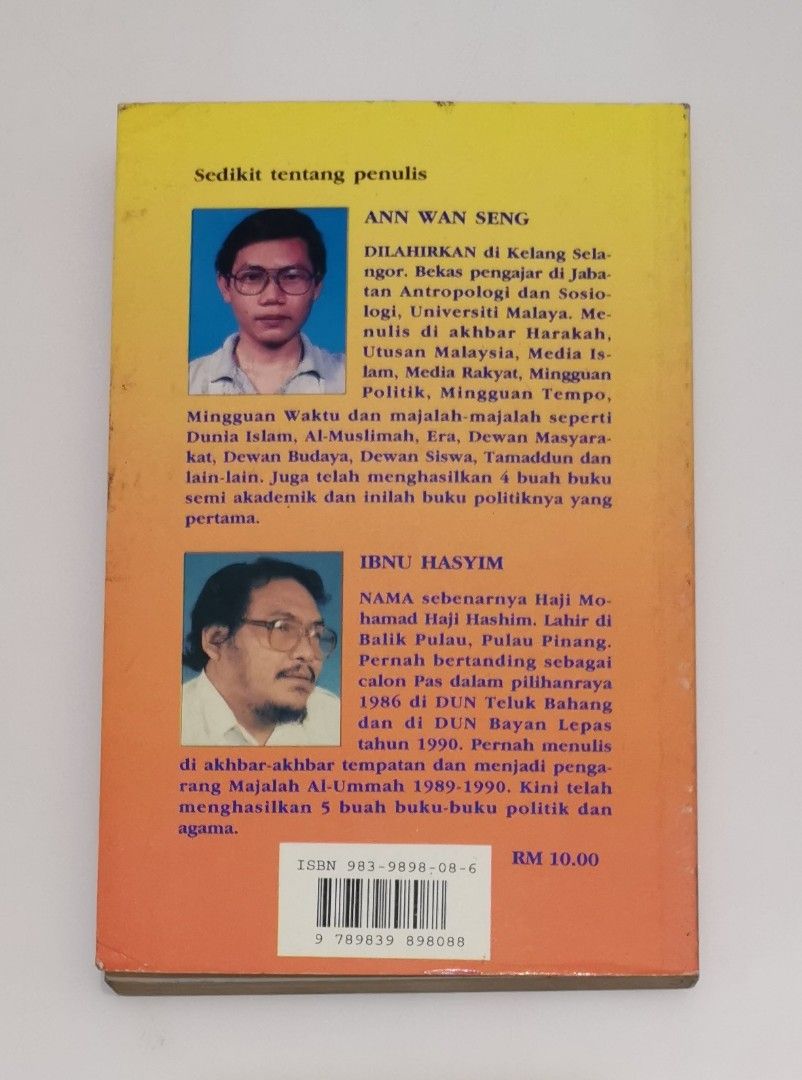 Sedikit tentang penulis
ANN WAN SENG
DILAHIRKAN di Kelang Sela-
ngor. Bekas pengajar di Jaba-
tan Antropologi dan Sosio-
logi, Universiti Malaya. Me-
nulis di akhbar Harakah,
Utusan Malaysia, Media Is-
lam, Media Rakyat, Mingguan
Politik, Mingguan Tempo,
Mingguan Waktu dan majalah-majalah seperti
Dunia Islam, Al-Muslimah, Era, Dewan Masyara-
kat, Dewan Budaya, Dewan Siswa, Tamaddun dan
lain-lain. Juga telah menghasilkan 4 buah buku
semi akademik dan inilah buku politiknya yang
pertama.
IBNU HASYIM
NAMA sebenarnya Haji Mo-
hamad Haji Hashim. Lahir di
Balik Pulau, Pulau Pinang.
Pernah bertanding sebagai
calon Pas dalam pilihanraya
1986 di DUN Teluk Bahang
dan di DUN Bayan Lepas
tahun 1990. Pernah menulis
di akhbar-akhbar tempatan dan menjadi penga-
rang Majalah Al-Ummah 1989-1990. Kini telah
menghasilkan 5 buah buku-buku politik dan
agama.
RM 10.00
ISBN 983-9898-08-6
9 789839 898088